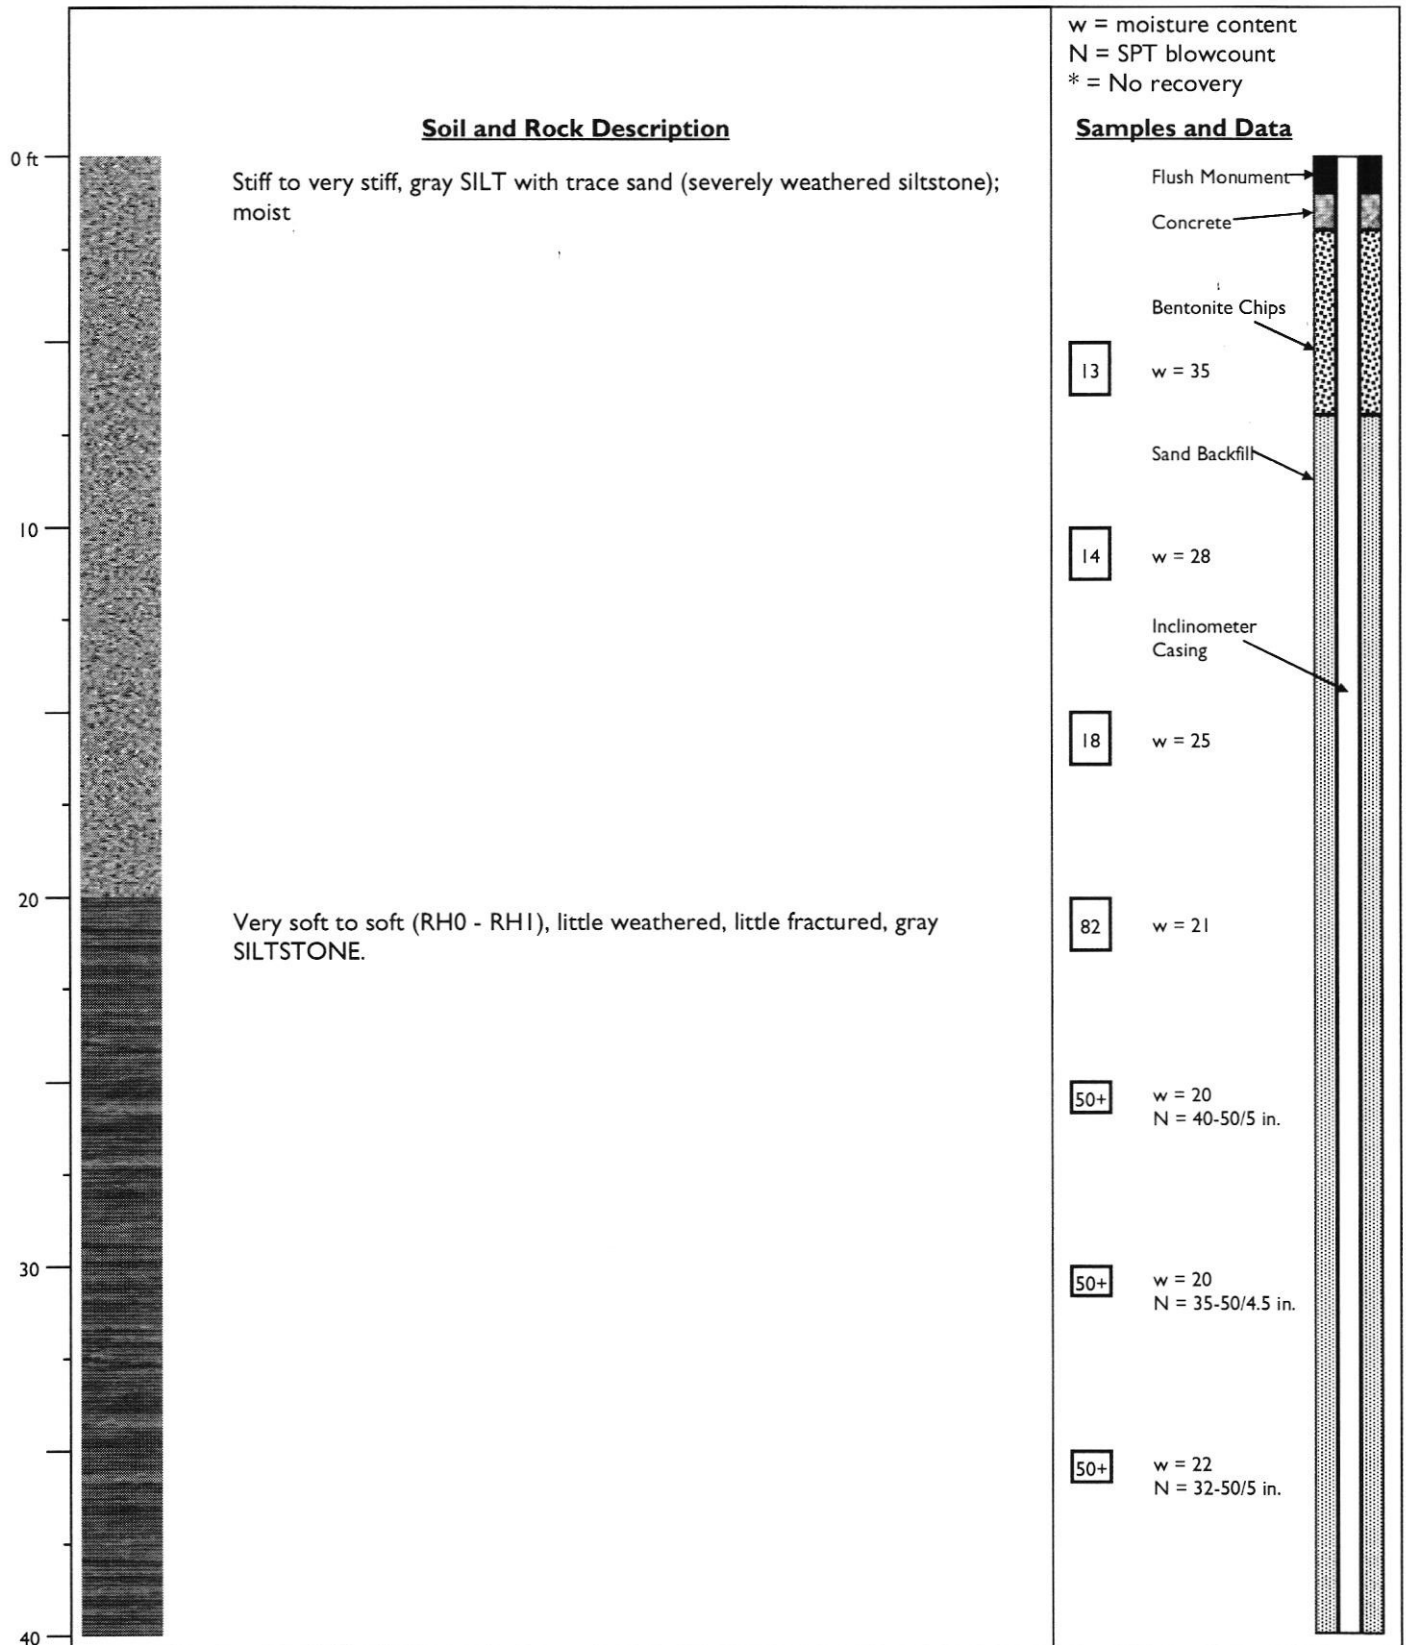 w = moisture content
N = SPT blowcount
* = No recovery
Soil and Rock Description
Samples and Data
0 ft
Stiff to very stiff, gray SILT with trace sand (severely weathered siltstone);
moist
Flush Monument
Concrete
Bentonite Chips
13 w = 35
Sand Backfill
10
14 w = 28
Inclinometer
Casing
18 w = 25
20
Very soft to soft (RH0 - RH1), little weathered, little fractured, gray
SILTSTONE.
82 w = 21
50+ w = 20
N = 40-50/5 in.
30
50+ w = 20
N = 35-50/4.5 in.
50+ w = 22
N = 32-50/5 in.
40